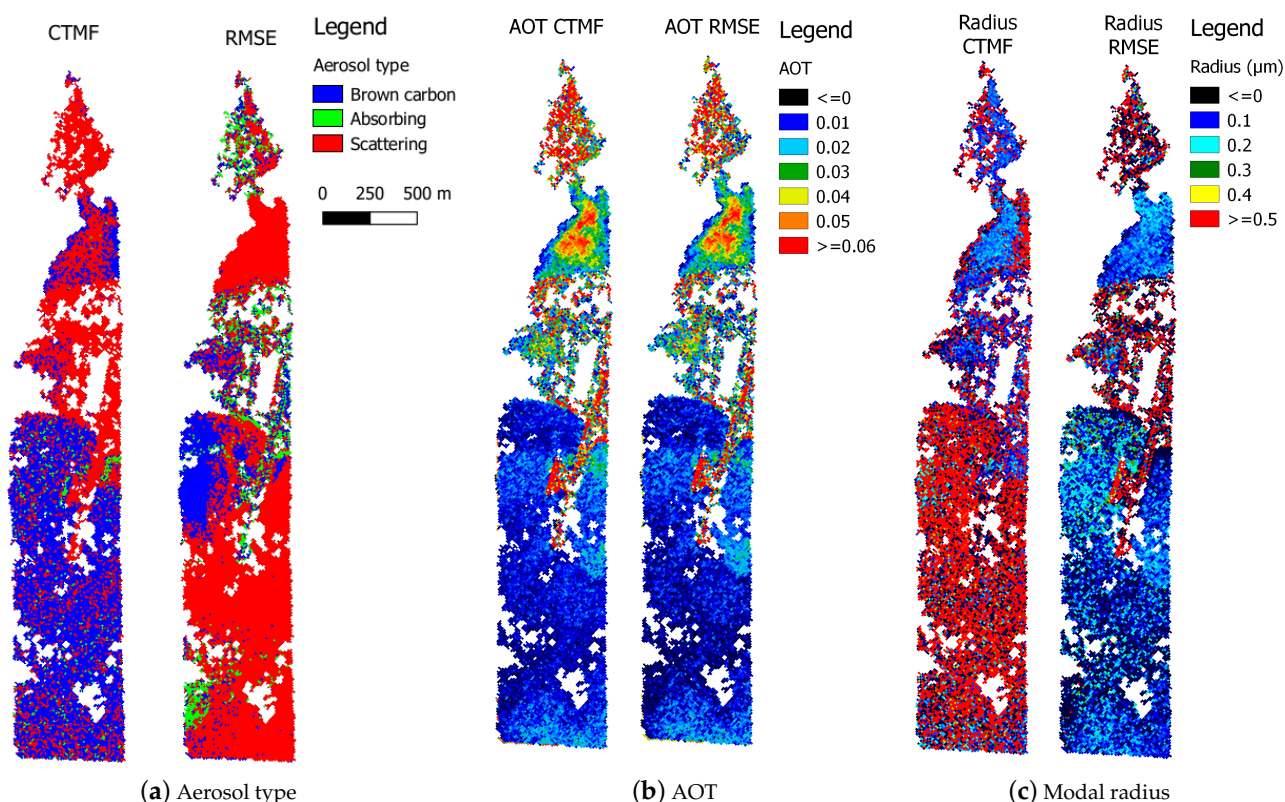 CTMF
RMSE
Legend
Aerosol type
Brown carbon
Absorbing
Scattering
0 250 500 m
(a) Aerosol type
AOT CTMF
AOT RMSE
Legend
AOT
<=0
0.01
0.02
0.03
0.04
0.05
>=0.06
(b) AOT
Radius
CTMF
Radius
RMSE
Legend
Radius (μm)
<=0
0.1
0.2
0.3
0.4
>=0.5
(c) Modal radius